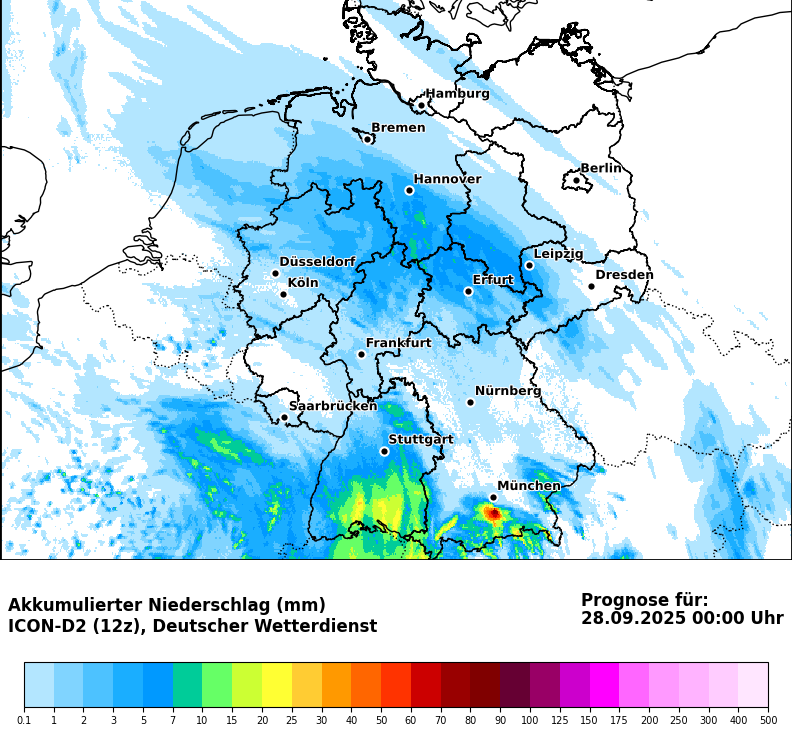 Hamburg
Bremen
Berlin
Hannover
Leipzig
Düsseldorf
Dresden
Köln
Erfurt
Frankfurt
Nürnberg
Saarbrücken
Stuttgart
München
Akkumulierter Niederschlag (mm)
ICON-D2 (12z), Deutscher Wetterdienst
Prognose für:
28.09.2025 00:00 Uhr
0.1 1 2 3 5 7 10 15 20 25 30 40 50 60 70 80 90 100 125 150 175 200 250 300 400 500